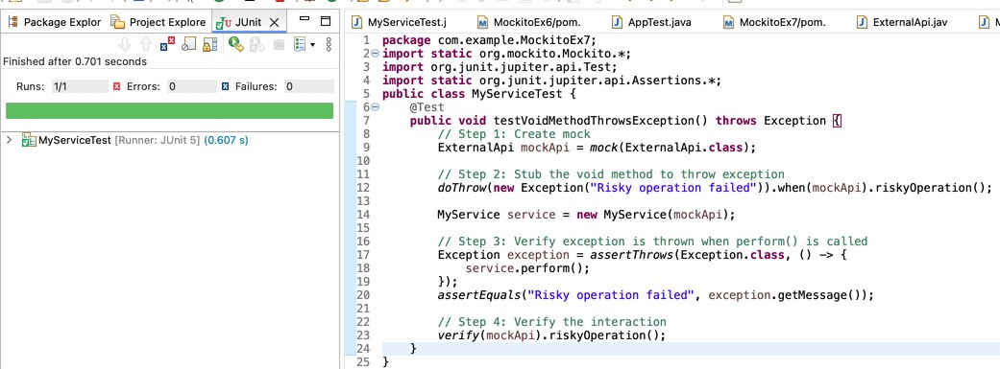 Package Explor
Project Explore
JUnit
Finished after 0.701 seconds
Runs: 1/1
Errors: 0
Failures: 0
MyServiceTest [Runner: JUnit 5] (0.607 s)
MyServiceTest.j
MockitoEx6/pom.
AppTest.java
MockitoEx7/pom.
ExternalApi.jav
M
1 package com.example.MockitoEx7;
2 import static org.mockito.Mockito.*;
3 import org.junit.jupiter.api.Test;
4 import static org.junit.jupiter.api.Assertions.*;
5 public class MyServiceTest {
6 @Test
7 public void testVoidMethodThrowsException() throws Exception {
8 // Step 1: Create mock
9 ExternalApi mockApi = mock(ExternalApi.class);
10
11 // Step 2: Stub the void method to throw exception
12 doThrow(new Exception("Risky operation failed")).when(mockApi).riskyOperation();
13
14 MyService service = new MyService(mockApi);
15
16 // Step 3: Verify exception is thrown when perform() is called
17 Exception exception = assertThrows(Exception.class, () -> {
18 service.perform();
19 });
20 assertEquals("Risky operation failed", exception.getMessage());
21
22 // Step 4: Verify the interaction
23 verify(mockApi).riskyOperation();
24 }
25 }